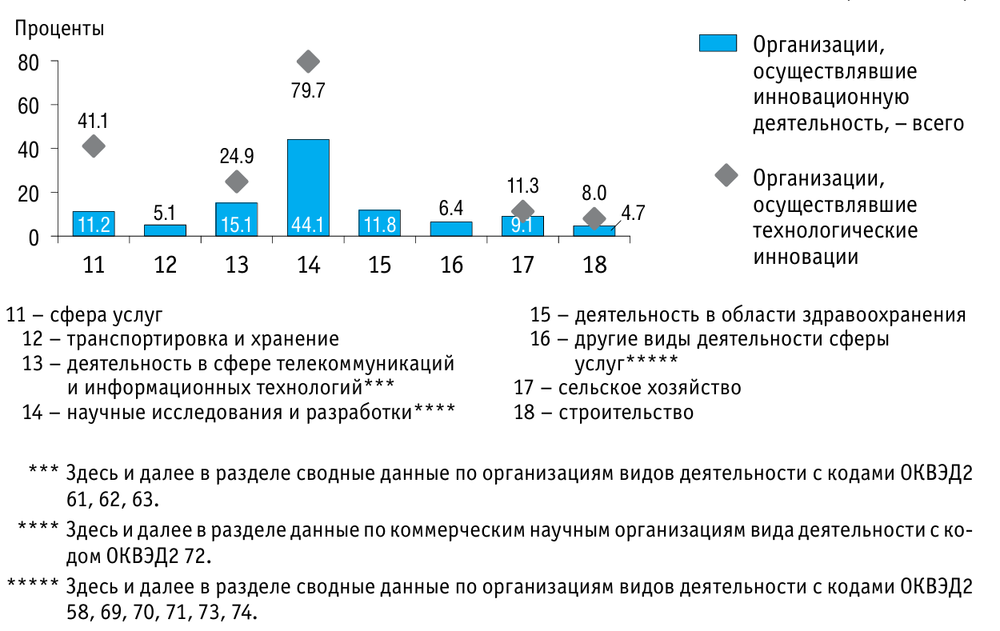 Проценты
80
60
40
20
0
41.1
79.7
24.9
11.3
8.0
11.2
5.1
15.1
44.1
11.8
6.4
9.1
4.7
11 12 13 14 15 16 17 18
Организации,
осуществлявшие
инновационную
деятельность, – всего
Организации,
осуществлявшие
технологические
инновации
11 – сфера услуг
12 – транспортировка и хранение
13 – деятельность в сфере телекоммуникаций
и информационных технологий***
14 – научные исследования и разработки****
15 – деятельность в области здравоохранения
16 – другие виды деятельности сферы
услуг*****
17 – сельское хозяйство
18 – строительство
*** Здесь и далее в разделе сводные данные по организациям видов деятельности с кодами ОКВЭД2
61, 62, 63.
**** Здесь и далее в разделе данные по коммерческим научным организациям вида деятельности с ко-
дом ОКВЭД2 72.
***** Здесь и далее в разделе сводные данные по организациям видов деятельности с кодами ОКВЭД2
58, 69, 70, 71, 73, 74.